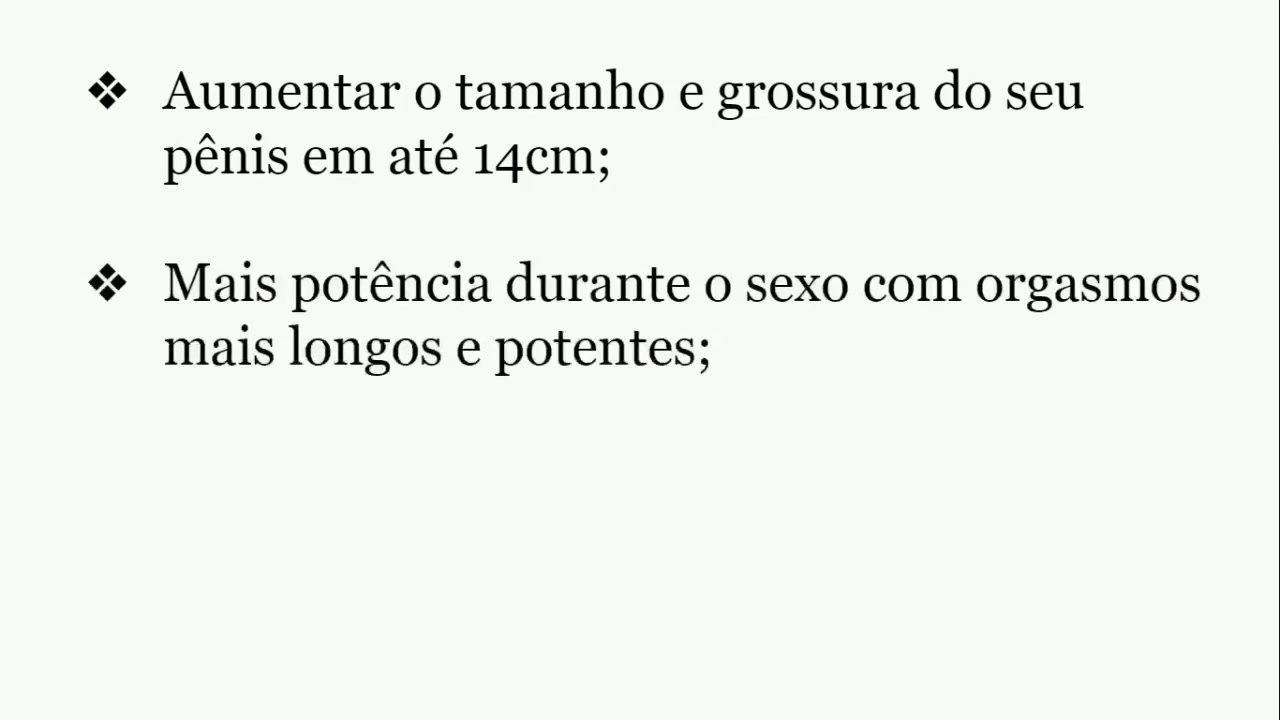 ❖ Aumentar o tamanho e grossura do seu
pênis em até 14cm;
❖ Mais potência durante o sexo com orgasmos
mais longos e potentes;